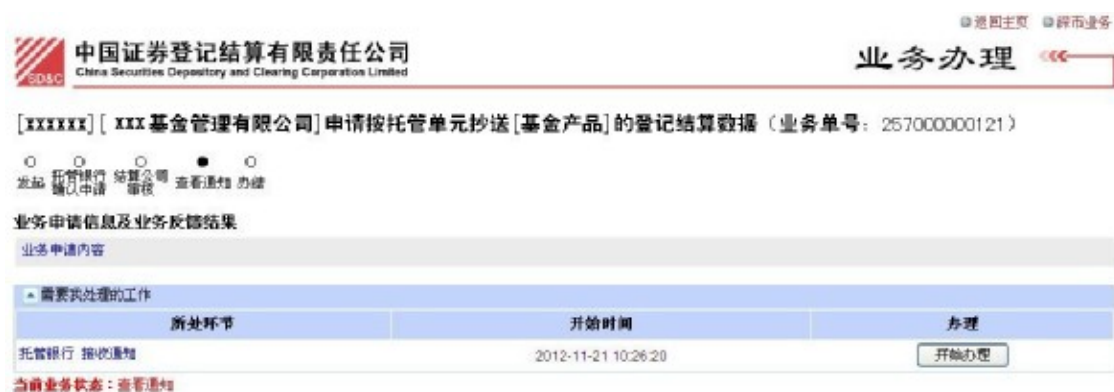 返回主页 深市业务
中国证券登记结算有限责任公司
China Securities Depository and Clearing Corporation Limited
SD&C
业务办理
[XXXXXX][ XXX基金管理有限公司]申请按托管单元抄送[基金产品]的登记结算数据（业务单号：257000000121）
发起 托管银行确认申请 结算公司审核 查看通知 办结
业务申请信息及业务反馈结果
业务申请内容
需要我处理的工作
所处环节 开始时间 办理
托管银行 接收通知 2012-11-21 10:26:20 开始办理
当前业务状态：查看通知